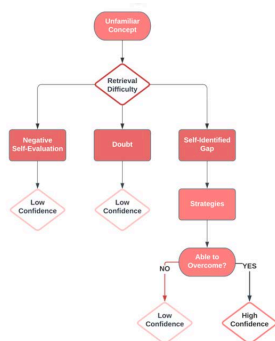 Unfamiliar
Concept
Retrieval
Difficulty
Negative
Self-Evaluation
Doubt
Self-Identified
Gap
Low
Confidence
Low
Confidence
Strategies
Able to
Overcome?
NO
YES
Low
Confidence
High
Confidence